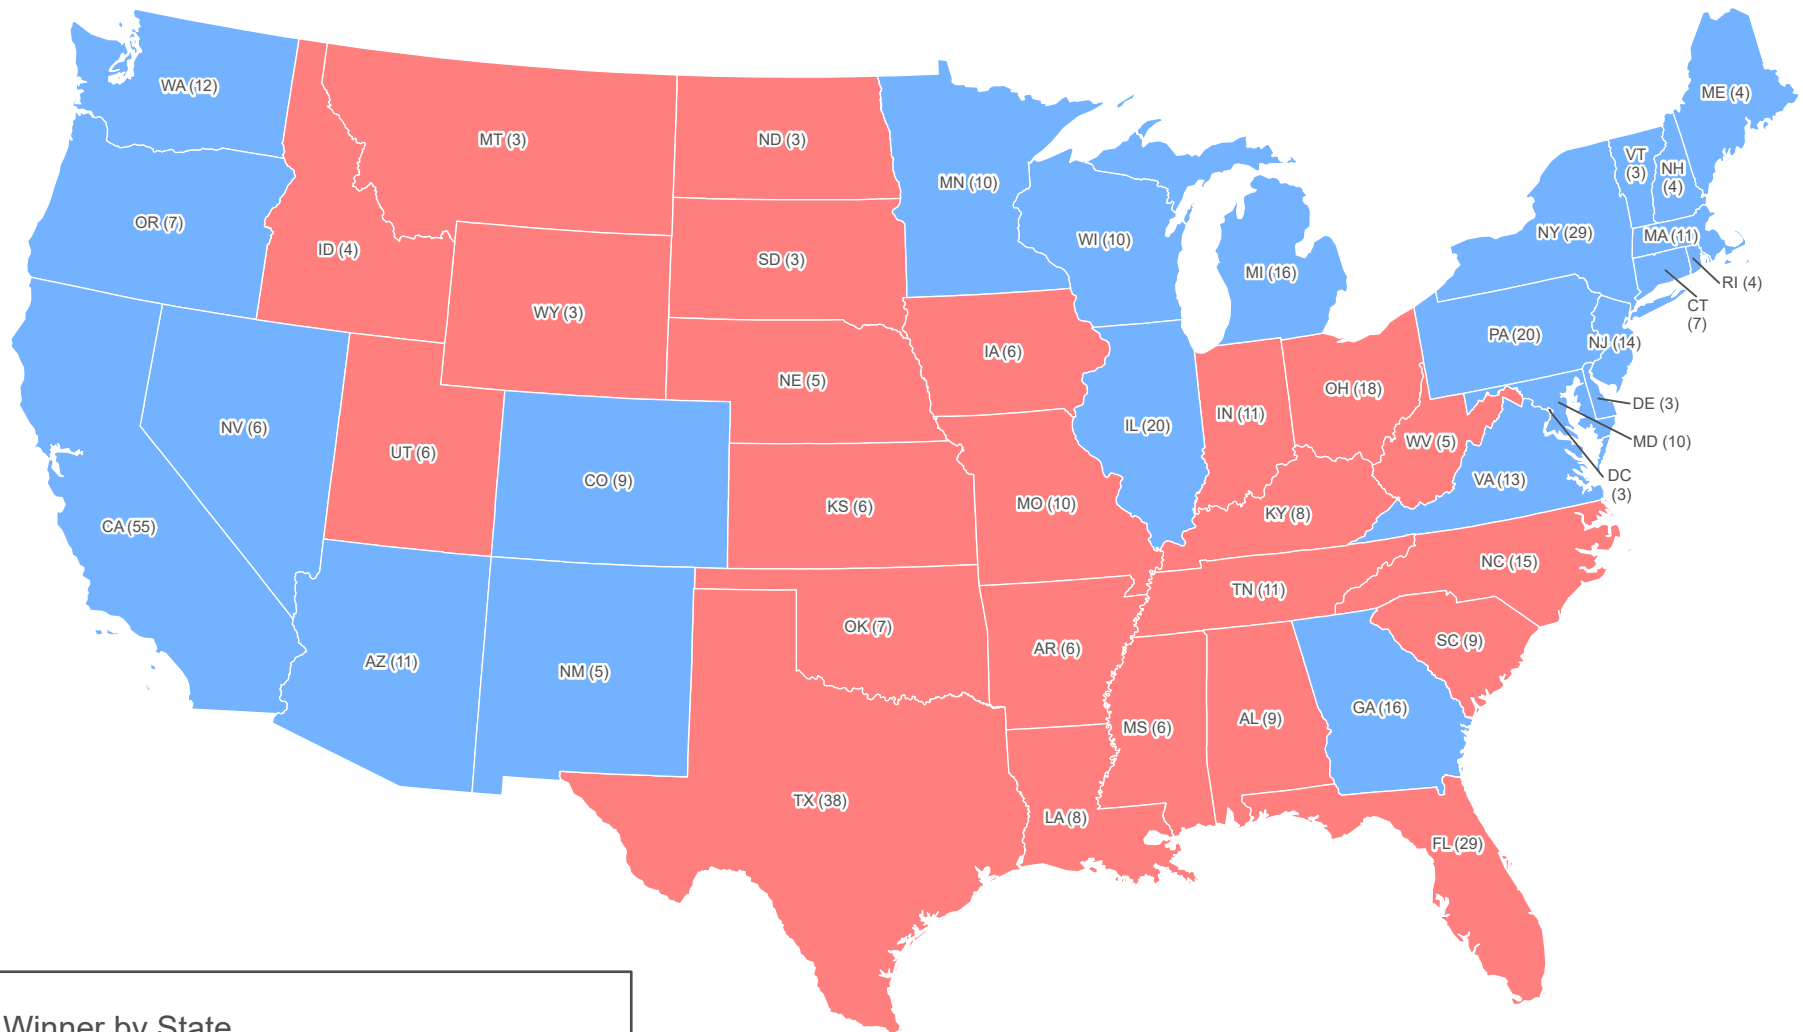 WA (12)
MT (3)
ND (3)
MN (10)
ME (4)
VT
(3)
NH
(4)
OR (7)
ID (4)
WY (3)
SD (3)
WI (10)
MI (16)
NY (29)
MA (11)
RI (4)
CT
(7)
PA (20)
NJ (14)
IA (6)
NE (5)
IL (20)
IN (11)
OH (18)
WV (5)
DE (3)
MD (10)
DC
(3)
VA (13)
NV (6)
UT (6)
CO (9)
KS (6)
MO (10)
KY (8)
CA (55)
NC (15)
TN (11)
SC (9)
AZ (11)
NM (5)
OK (7)
AR (6)
MS (6)
AL (9)
GA (16)
TX (38)
LA (8)
FL (29)
Winner by State